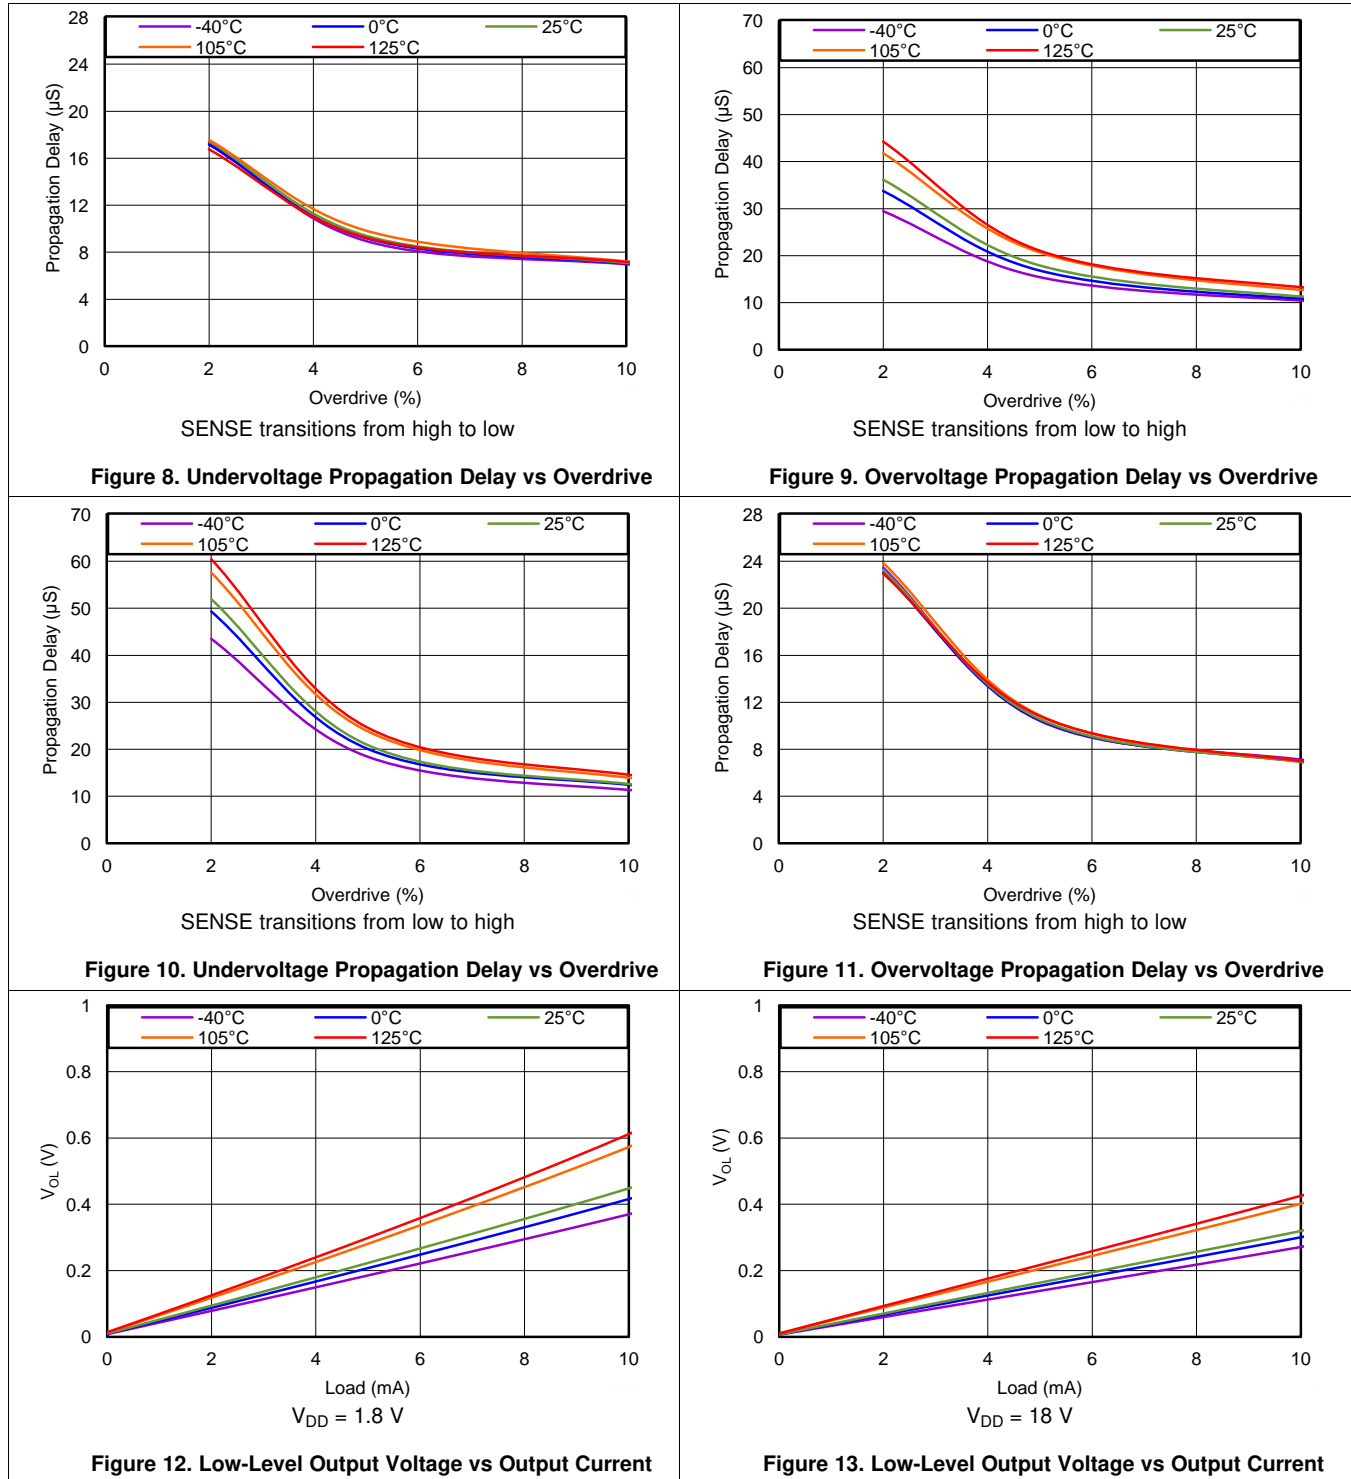 -40°C 0°C 25°C
105°C 125°C
28
24
20
16
12
8
4
0
Propagation Delay (µS)
0 2 4 6 8 10
Overdrive (%)
SENSE transitions from high to low
Figure 8. Undervoltage Propagation Delay vs Overdrive
-40°C 0°C 25°C
105°C 125°C
70
60
50
40
30
20
10
0
Propagation Delay (µS)
0 2 4 6 8 10
Overdrive (%)
SENSE transitions from low to high
Figure 9. Overvoltage Propagation Delay vs Overdrive
-40°C 0°C 25°C
105°C 125°C
70
60
50
40
30
20
10
0
Propagation Delay (µS)
0 2 4 6 8 10
Overdrive (%)
SENSE transitions from low to high
Figure 10. Undervoltage Propagation Delay vs Overdrive
-40°C 0°C 25°C
105°C 125°C
28
24
20
16
12
8
4
0
Propagation Delay (µS)
0 2 4 6 8 10
Overdrive (%)
SENSE transitions from high to low
Figure 11. Overvoltage Propagation Delay vs Overdrive
-40°C 0°C 25°C
105°C 125°C
1
0.8
0.6
0.4
0.2
0
V_OL (V)
0 2 4 6 8 10
Load (mA)
V_DD = 1.8 V
Figure 12. Low-Level Output Voltage vs Output Current
-40°C 0°C 25°C
105°C 125°C
1
0.8
0.6
0.4
0.2
0
V_OL (V)
0 2 4 6 8 10
Load (mA)
V_DD = 18 V
Figure 13. Low-Level Output Voltage vs Output Current